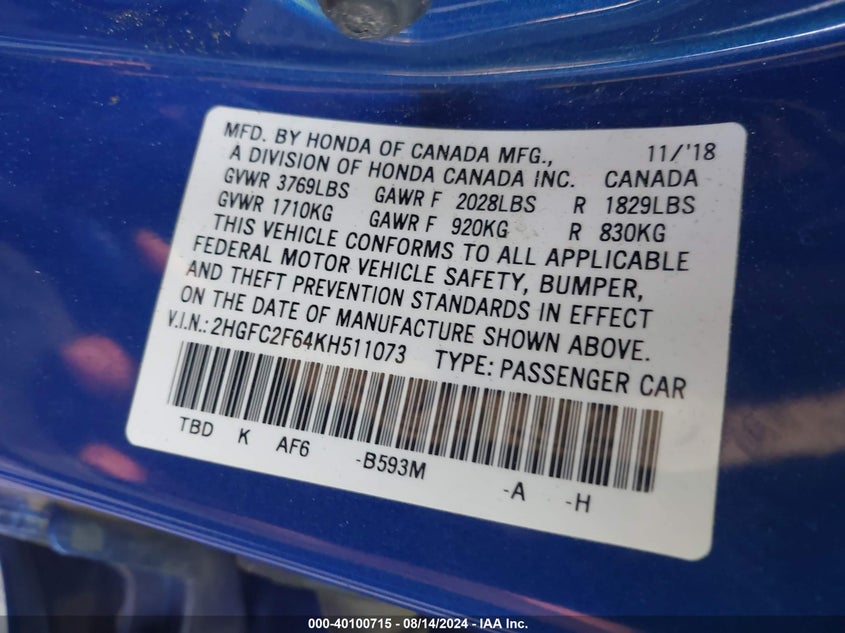 MFD. BY HONDA OF CANADA MFG., 11/'18
A DIVISION OF HONDA CANADA INC. CANADA
GVWR 3769LBS GAWR F 2028LBS R 1829LBS
GVWR 1710KG GAWR F 920KG R 830KG
THIS VEHICLE CONFORMS TO ALL APPLICABLE
FEDERAL MOTOR VEHICLE SAFETY, BUMPER,
AND THEFT PREVENTION STANDARDS IN EFFECT
ON THE DATE OF MANUFACTURE SHOWN ABOVE.
V.I.N.: 2HGFC2F64KH511073 TYPE: PASSENGER CAR
TBD K AF6 -B593M -A -H
000-40100715 - 08/14/2024 - IAA Inc.